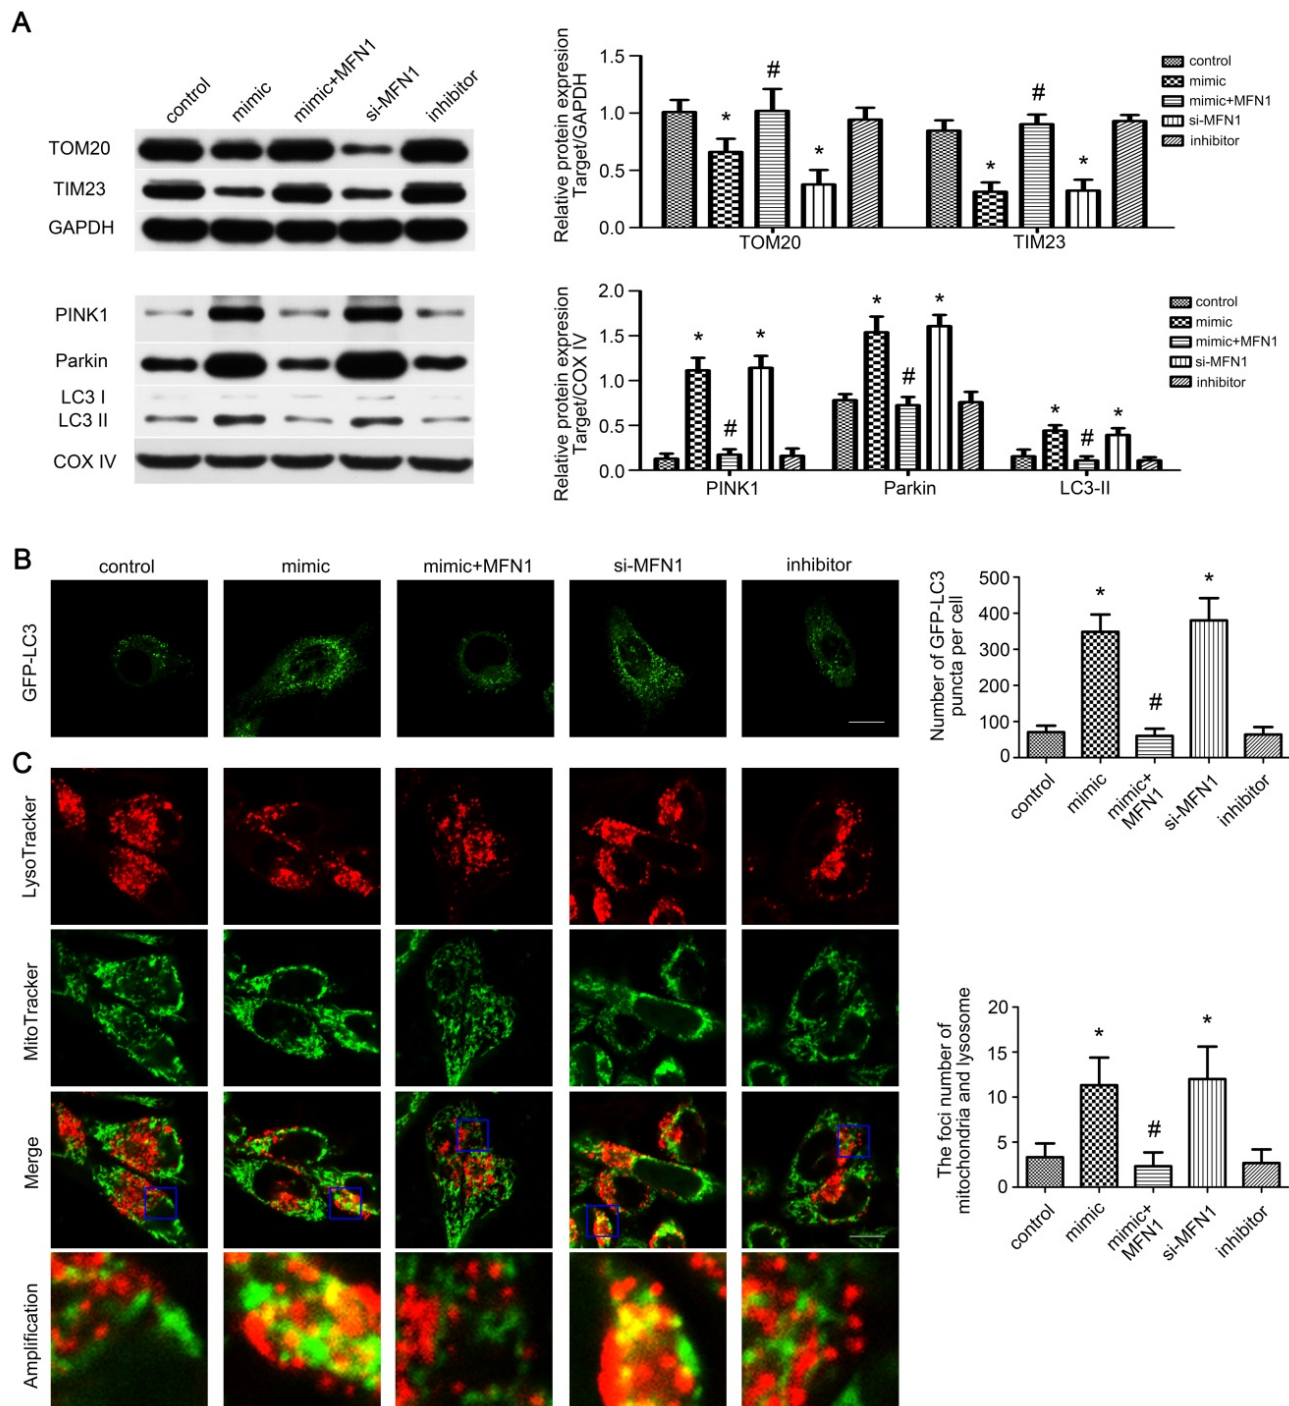 A
control
mimic
mimic+MFN1
si-MFN1
inhibitor
TOM20
TIM23
GAPDH
PINK1
Parkin
LC3 I
LC3 II
COX IV
Relative protein expresion
Target/GAPDH
1.5
1.0
0.5
0.0
*
#
*
*
#
*
TOM20
TIM23
control
mimic
mimic+MFN1
si-MFN1
inhibitor
Relative protein expresion
Target/COX IV
2.0
1.5
1.0
0.5
0.0
*
#
*
*
#
*
*
#
*
PINK1
Parkin
LC3-II
control
mimic
mimic+MFN1
si-MFN1
inhibitor
B
control
mimic
mimic+MFN1
si-MFN1
inhibitor
GFP-LC3
Number of GFP-LC3
puncta per cell
500
400
300
200
100
0
*
#
*
control
mimic
mimic+
MFN1
si-MFN1
inhibitor
C
LysoTracker
MitoTracker
Merge
Amplification
The foci number of
mitochondria and lysosome
20
15
10
5
0
*
#
*
control
mimic
mimic+
MFN1
si-MFN1
inhibitor